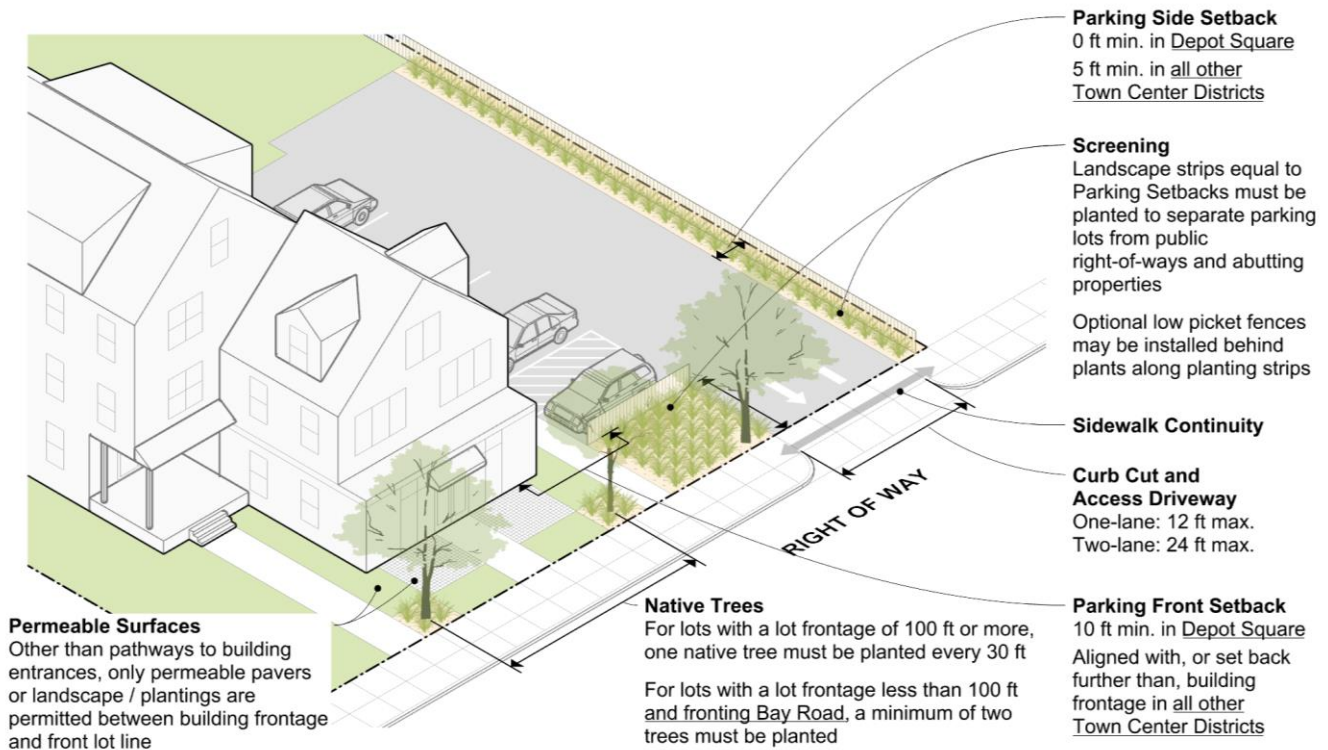 Parking Side Setback
0 ft min. in Depot Square
5 ft min. in all other
Town Center Districts
Screening
Landscape strips equal to
Parking Setbacks must be
planted to separate parking
lots from public
right-of-ways and abutting
properties
Optional low picket fences
may be installed behind
plants along planting strips
Sidewalk Continuity
Curb Cut and
Access Driveway
One-lane: 12 ft max.
Two-lane: 24 ft max.
RIGHT OF WAY
Permeable Surfaces
Other than pathways to building
entrances, only permeable pavers
or landscape / plantings are
permitted between building frontage
and front lot line
Native Trees
For lots with a lot frontage of 100 ft or more,
one native tree must be planted every 30 ft
For lots with a lot frontage less than 100 ft
and fronting Bay Road, a minimum of two
trees must be planted
Parking Front Setback
10 ft min. in Depot Square
Aligned with, or set back
further than, building
frontage in all other
Town Center Districts